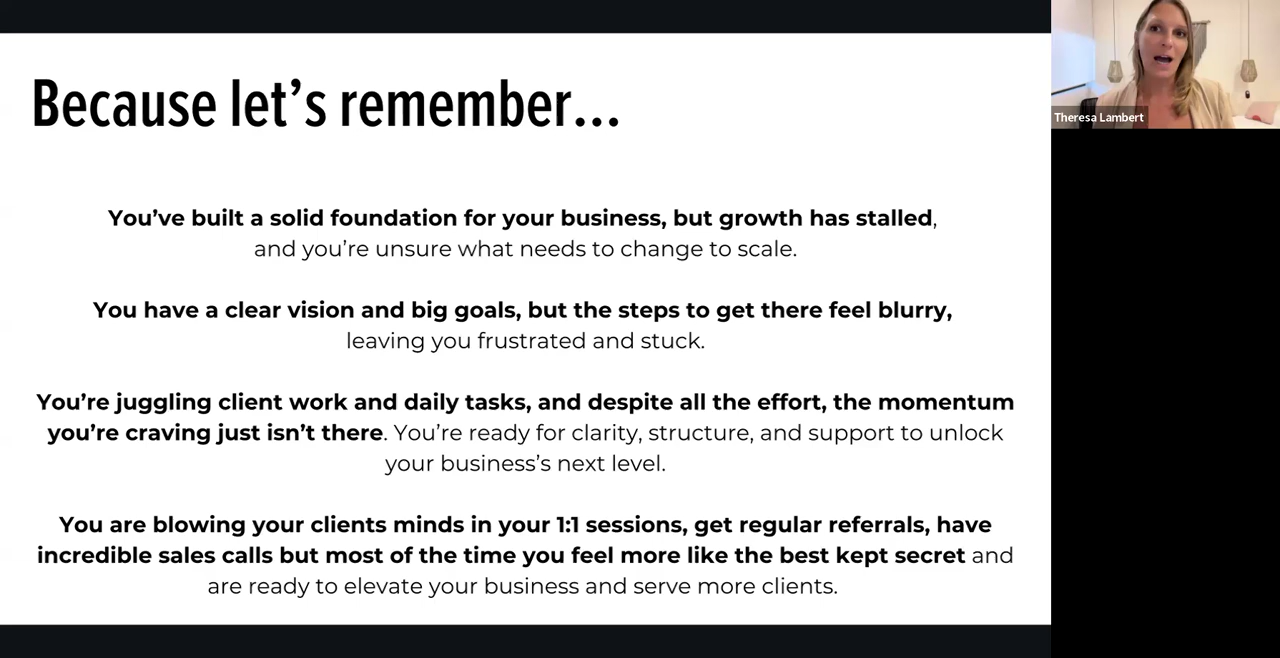 Because let's remember...
You've built a solid foundation for your business, but growth has stalled,
and you're unsure what needs to change to scale.
You have a clear vision and big goals, but the steps to get there feel blurry,
leaving you frustrated and stuck.
You're juggling client work and daily tasks, and despite all the effort, the momentum
you're craving just isn't there. You're ready for clarity, structure, and support to unlock
your business's next level.
You are blowing your clients minds in your 1:1 sessions, get regular referrals, have
incredible sales calls but most of the time you feel more like the best kept secret and
are ready to elevate your business and serve more clients.
Theresa Lambert